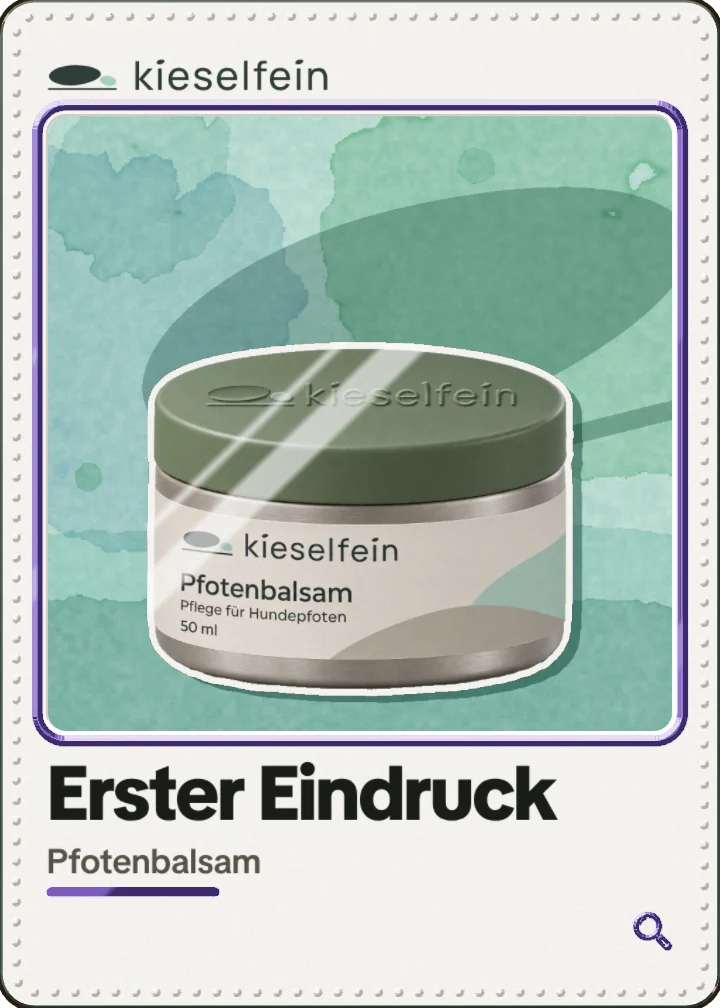 kieselfein
kieselfein
kieselfein
Pfotenbalsam
Pflege für Hundepfoten
50 ml
Erster Eindruck
Pfotenbalsam